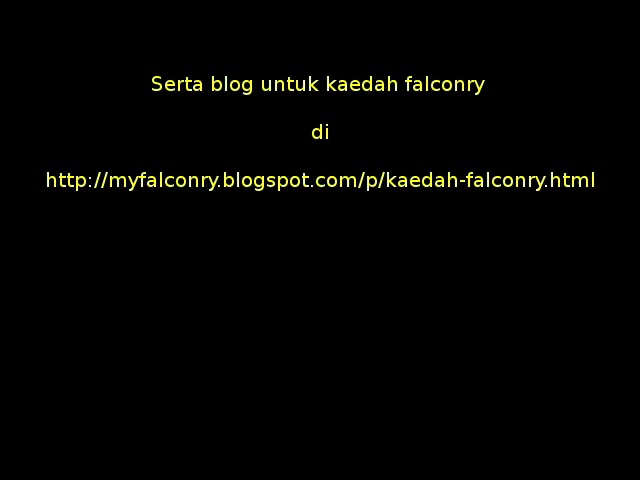 Serta blog untuk kaedah falconry
di
http://myfalconry.blogspot.com/p/kaedah-falconry.html